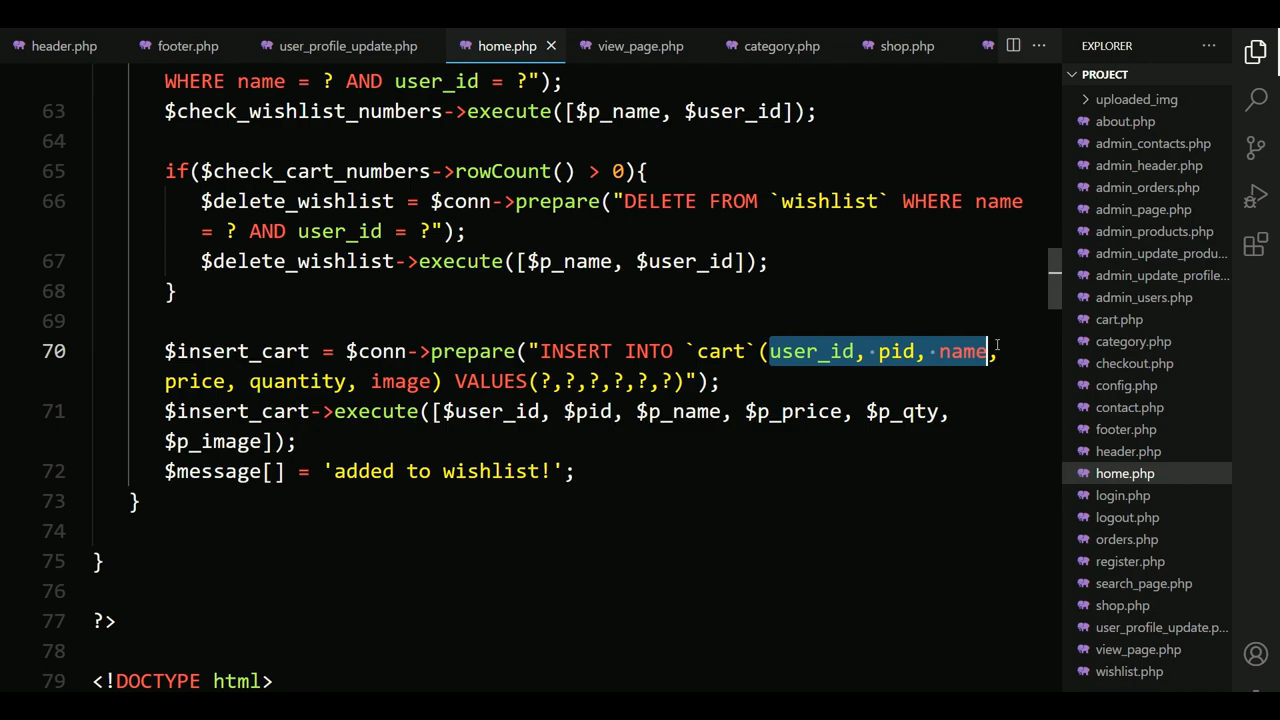 header.php footer.php user_profile_update.php home.php view_page.php category.php shop.php
WHERE name = ? AND user_id = ?");
63 $check_wishlist_numbers->execute([$p_name, $user_id]);
64
65 if($check_cart_numbers->rowCount() > 0){
66 $delete_wishlist = $conn->prepare("DELETE FROM `wishlist` WHERE name
= ? AND user_id = ?");
67 $delete_wishlist->execute([$p_name, $user_id]);
68 }
69
70 $insert_cart = $conn->prepare("INSERT INTO `cart`(user_id, pid, name,
price, quantity, image) VALUES(?,?,?,?,?,?)");
71 $insert_cart->execute([$user_id, $pid, $p_name, $p_price, $p_qty,
$p_image]);
72 $message[] = 'added to wishlist!';
73 }
74
75 }
76
77 ?>
78
79 <!DOCTYPE html>
EXPLORER
PROJECT
uploaded_img
about.php
admin_contacts.php
admin_header.php
admin_orders.php
admin_page.php
admin_products.php
admin_update_produ...
admin_update_profile...
admin_users.php
cart.php
category.php
checkout.php
config.php
contact.php
footer.php
header.php
home.php
login.php
logout.php
orders.php
register.php
search_page.php
shop.php
user_profile_update.p...
view_page.php
wishlist.php